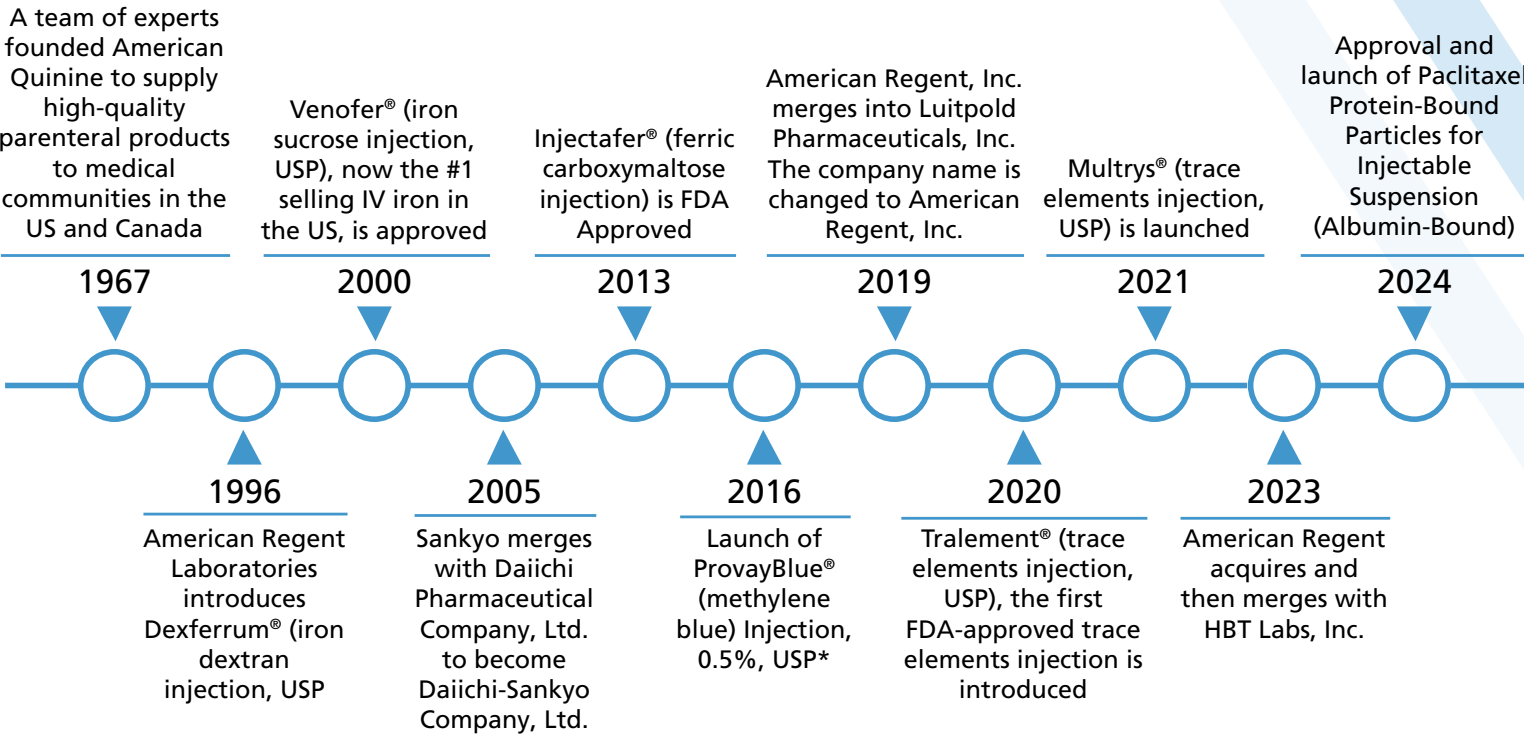 A team of experts
founded American
Quinine to supply
high-quality
parenteral products
to medical
communities in the
US and Canada
1967
Venofer® (iron
sucrose injection,
USP), now the #1
selling IV iron in
the US, is approved
2000
Injectafer® (ferric
carboxymaltose
injection) is FDA
Approved
2013
American Regent, Inc.
merges into Luitpold
Pharmaceuticals, Inc.
The company name is
changed to American
Regent, Inc.
2019
Multrys® (trace
elements injection,
USP) is launched
2021
Approval and
launch of Paclitaxel
Protein-Bound
Particles for
Injectable
Suspension
(Albumin-Bound)
2024
1996
American Regent
Laboratories
introduces
Dexferrum® (iron
dextran
injection, USP
2005
Sankyo merges
with Daiichi
Pharmaceutical
Company, Ltd.
to become
Daiichi-Sankyo
Company, Ltd.
2016
Launch of
ProvayBlue®
(methylene
blue) Injection,
0.5%, USP*
2020
Tralement® (trace
elements injection,
USP), the first
FDA-approved trace
elements injection is
introduced
2023
American Regent
acquires and
then merges with
HBT Labs, Inc.